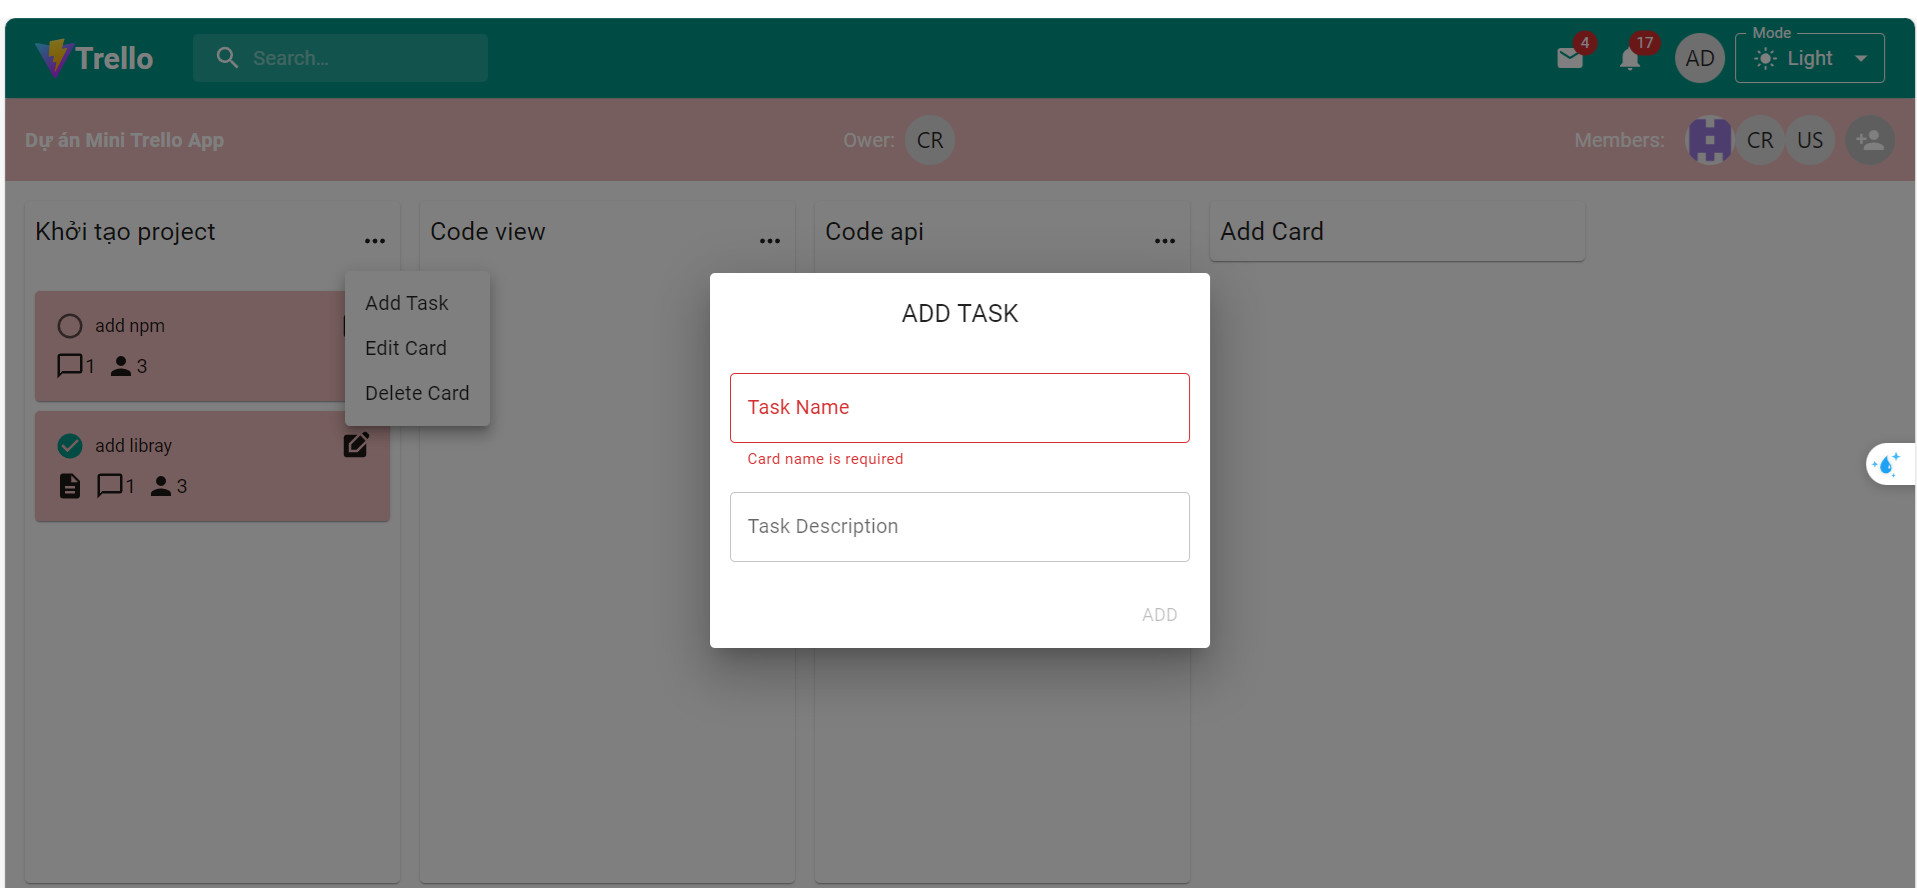 Trello
Search...
4
17
AD
Mode
Light
Dự án Mini Trello App
Ower:
CR
Members:
CR
US
Khởi tạo project
Code view
Code api
Add Card
Add Task
Edit Card
Delete Card
add npm
1
3
add libray
1
3
ADD TASK
Task Name
Card name is required
Task Description
ADD